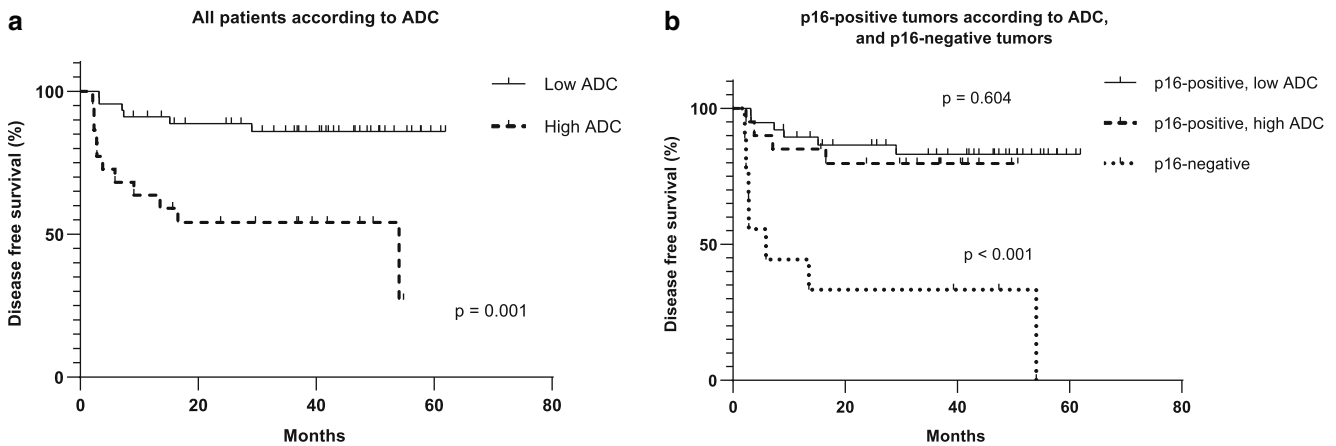 a
All patients according to ADC
Disease free survival (%)
100
50
0
0 20 40 60 80
Months
Low ADC
High ADC
p = 0.001
b
p16-positive tumors according to ADC,
and p16-negative tumors
Disease free survival (%)
100
50
0
0 20 40 60 80
Months
p = 0.604
p < 0.001
p16-positive, low ADC
p16-positive, high ADC
p16-negative